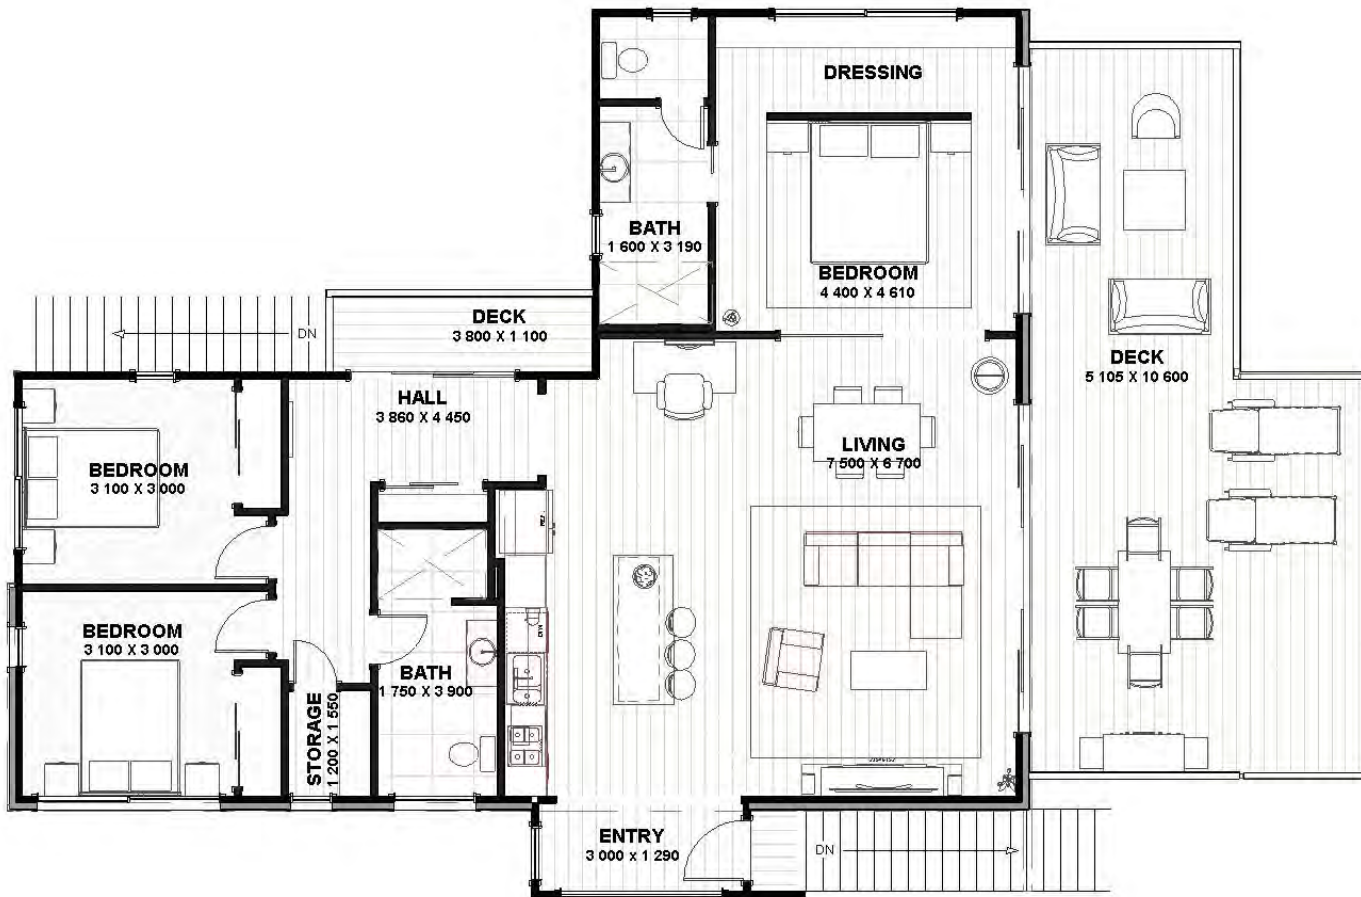 DRESSING
BATH
1 600 X 3 190
BEDROOM
4 400 X 4 610
DN
DECK
3 800 X 1 100
DECK
5 105 X 10 600
HALL
3 860 X 4 450
LIVING
7 500 X 6 700
BEDROOM
3 100 X 3 000
BEDROOM
3 100 X 3 000
BATH
1 750 X 3 900
STORAGE
1 200 X 1 550
ENTRY
3 000 x 1 290
DN